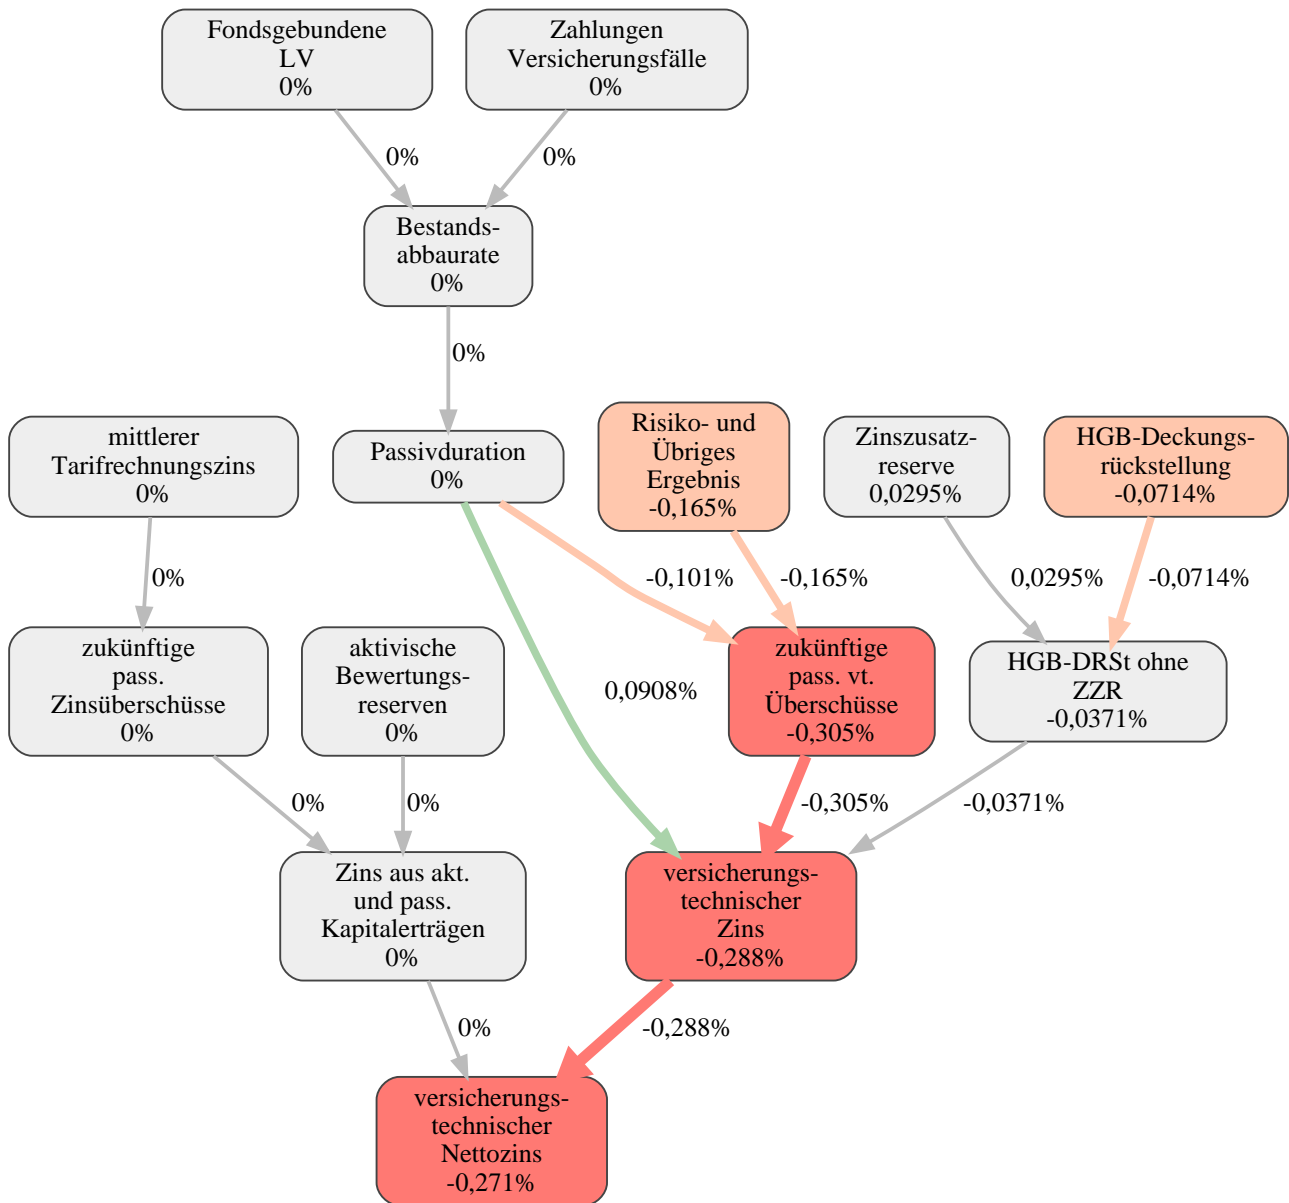 Fondsgebundene
LV
0%
Zahlungen
Versicherungsfälle
0%
0%
0%
Bestands-
abbaurate
0%
0%
mittlerer
Tarifrechnungszins
0%
Passivduration
0%
Risiko- und
Übriges
Ergebnis
-0,165%
Zinszusatz-
reserve
0,0295%
HGB-Deckungs-
rückstellung
-0,0714%
0%
-0,101%
-0,165%
0,0295%
-0,0714%
zukünftige
pass.
Zinsüberschüsse
0%
aktivische
Bewertungs-
reserven
0%
0,0908%
zukünftige
pass. vt.
Überschüsse
-0,305%
HGB-DRSt ohne
ZZR
-0,0371%
0%
0%
-0,305%
-0,0371%
Zins aus akt.
und pass.
Kapitalerträgen
0%
versicherungs-
technischer
Zins
-0,288%
0%
-0,288%
versicherungs-
technischer
Nettozins
-0,271%